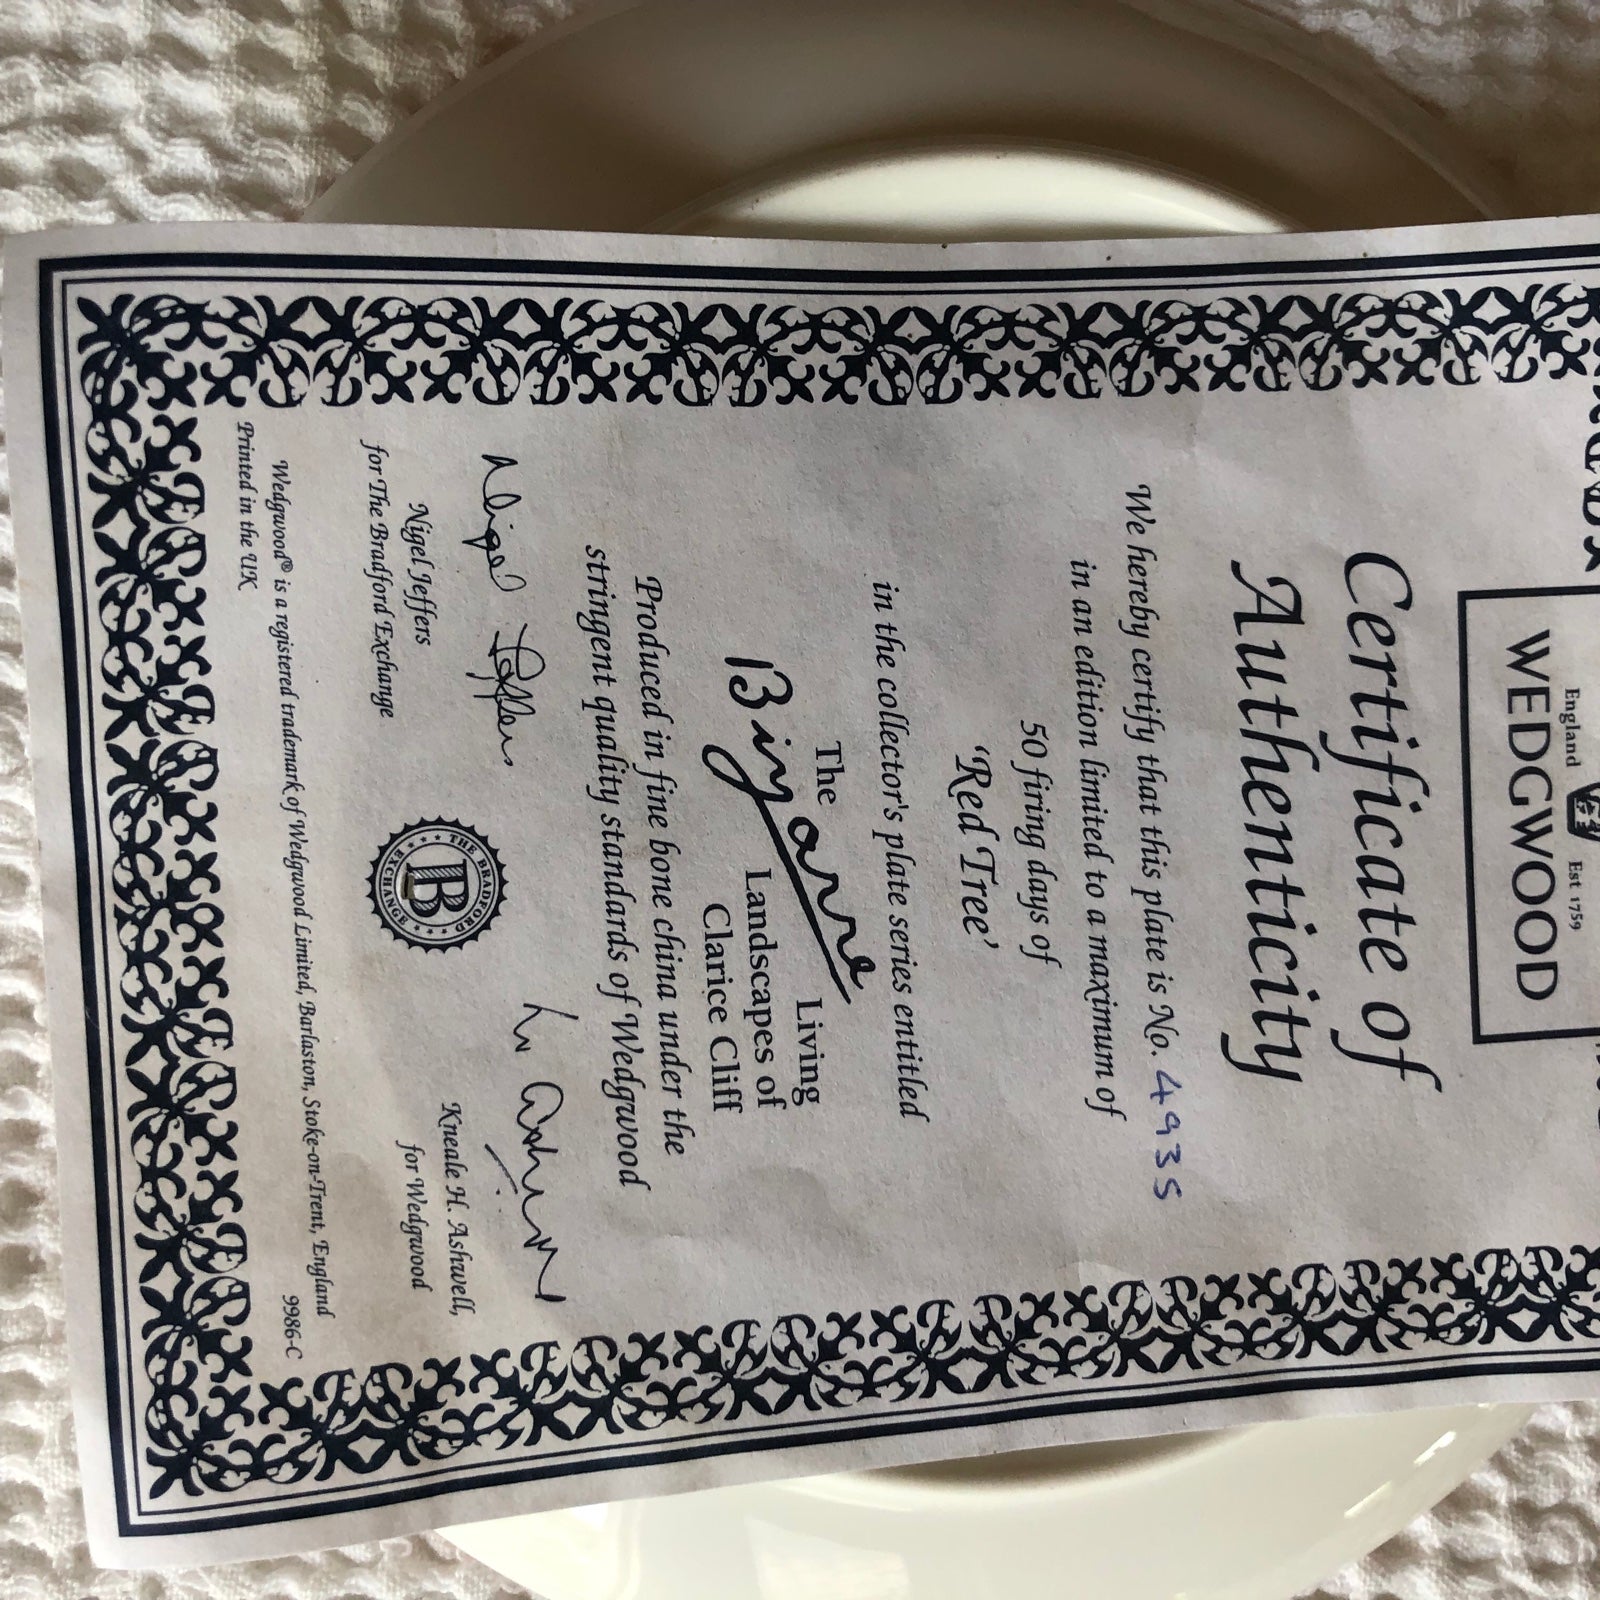 England Est 1759
WEDGWOOD
Certificate of
Authenticity
We hereby certify that this plate is No. 4935
in an edition limited to a maximum of
50 firing days of
'Red Tree'
in the collector's plate series entitled
The Bizarre Living
Landscapes of
Clarice Cliff
Produced in fine bone china under the
stringent quality standards of Wedgwood
Nigel Jeffers
Nigel Jeffers
for The Bradford Exchange
THE BRADFORD
B
EXCHANGE
Kneale H. Ashwell,
for Wedgwood
Wedgwood® is a registered trademark of Wedgwood Limited, Barlaston, Stoke-on-Trent, England
Printed in the UK
9986-C